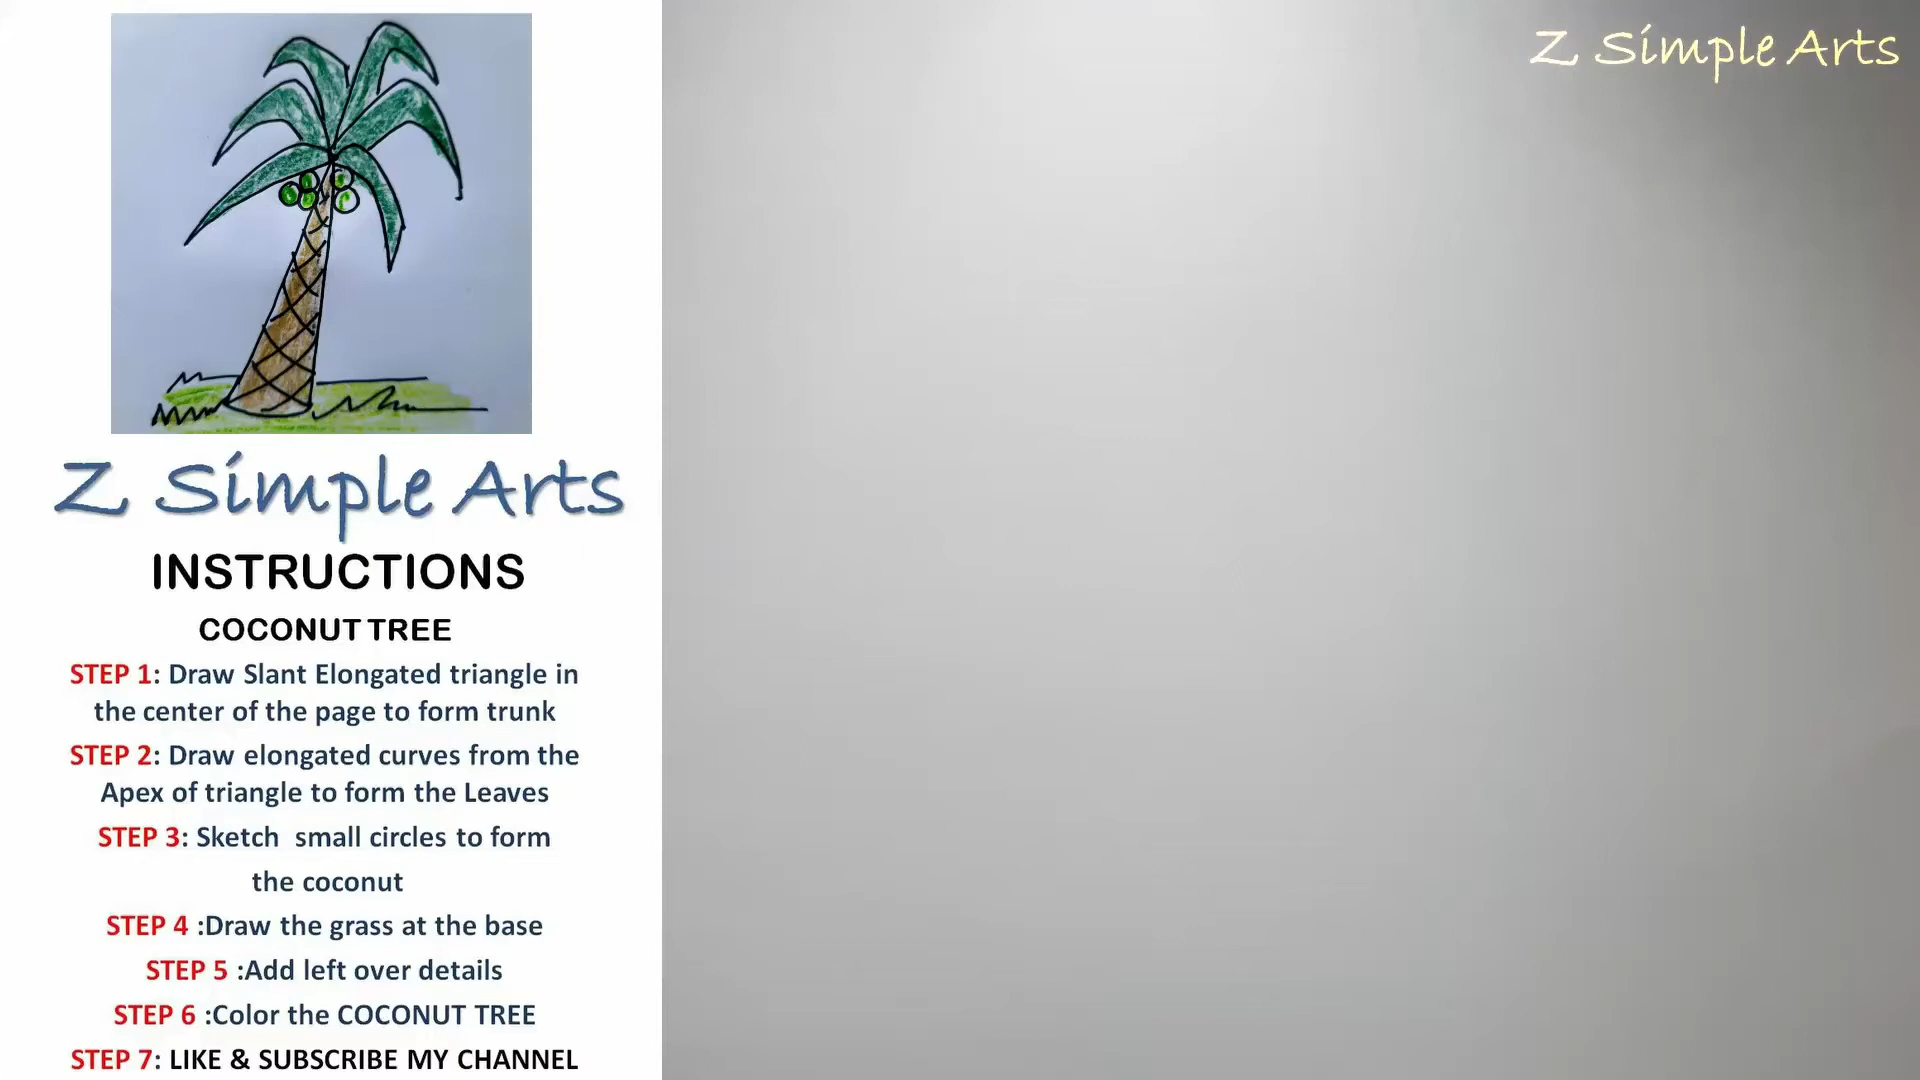 Z Simple Arts
Z Simple Arts
INSTRUCTIONS
COCONUT TREE
STEP 1: Draw Slant Elongated triangle in
the center of the page to form trunk
STEP 2: Draw elongated curves from the
Apex of triangle to form the Leaves
STEP 3: Sketch  small circles to form
the coconut
STEP 4 :Draw the grass at the base
STEP 5 :Add left over details
STEP 6 :Color the COCONUT TREE
STEP 7: LIKE & SUBSCRIBE MY CHANNEL